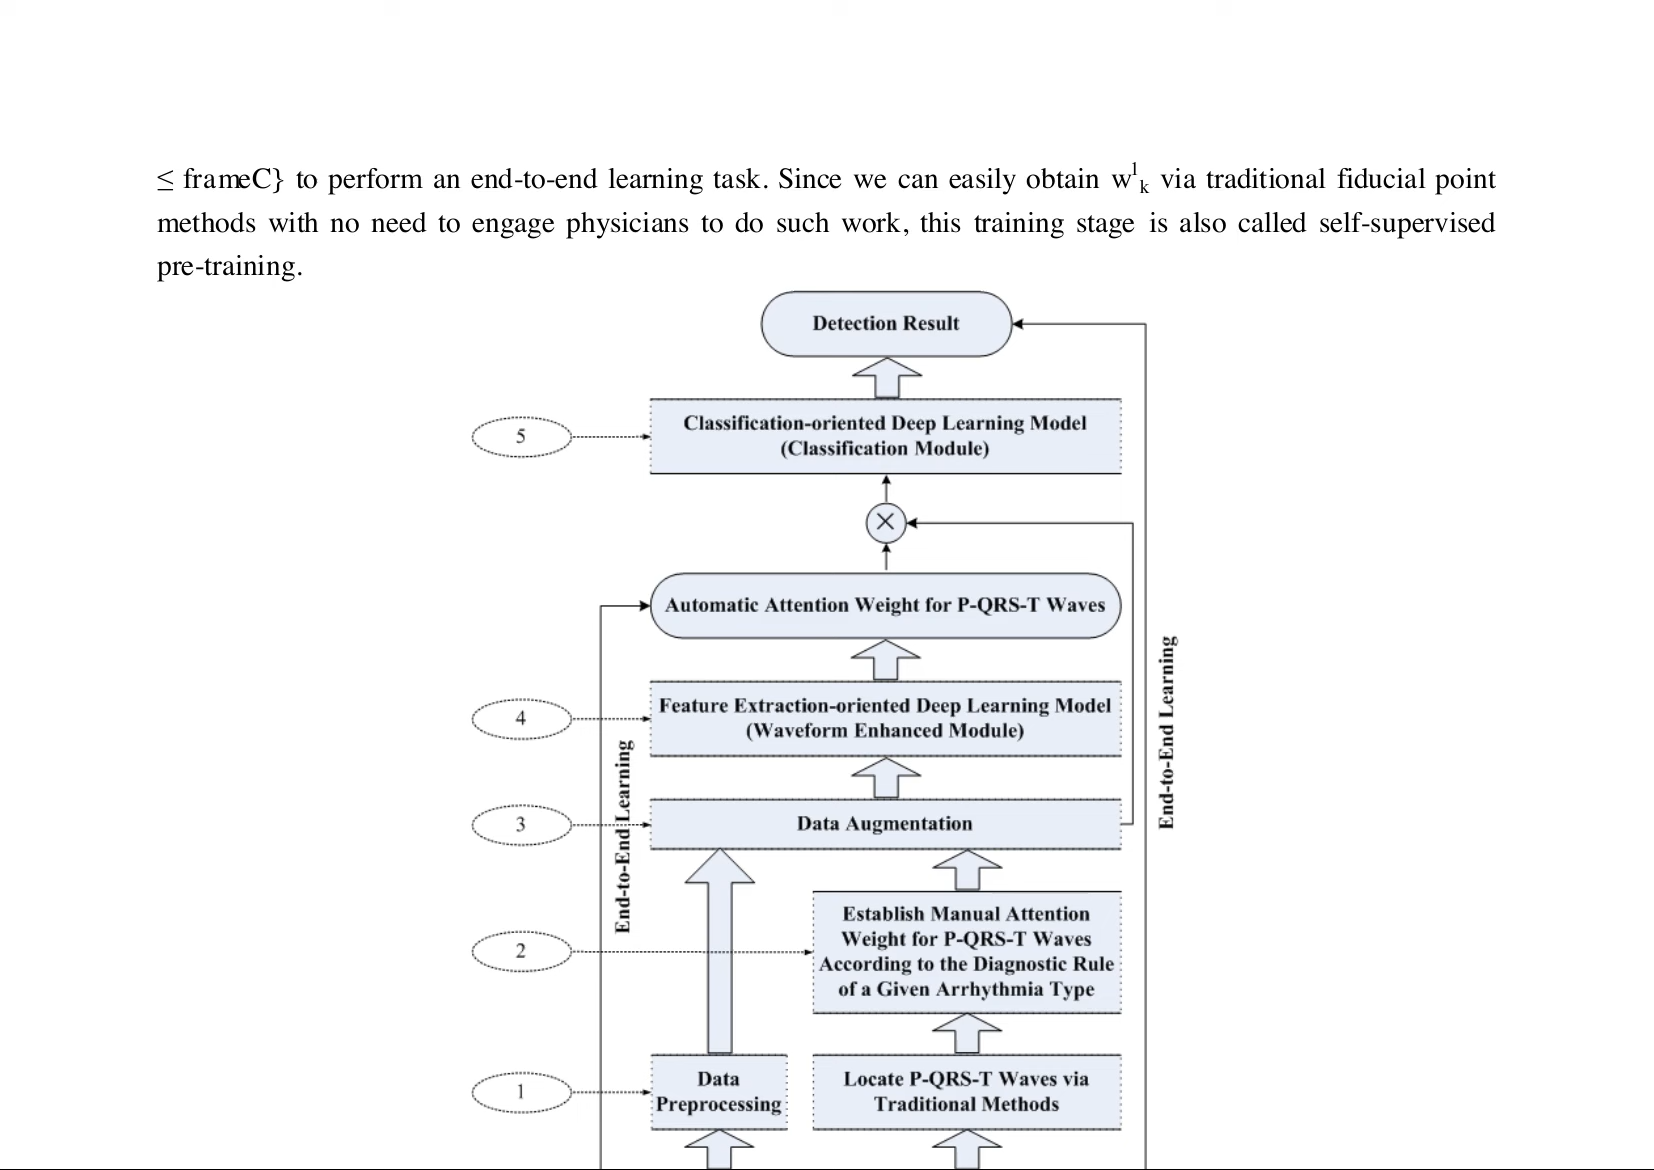 ≤ frameC} to perform an end-to-end learning task. Since we can easily obtain w¹ₖ via traditional fiducial point
methods with no need to engage physicians to do such work, this training stage is also called self-supervised
pre-training.
Detection Result
5
Classification-oriented Deep Learning Model
(Classification Module)
×
Automatic Attention Weight for P-QRS-T Waves
4
Feature Extraction-oriented Deep Learning Model
(Waveform Enhanced Module)
End-to-End Learning
End-to-End Learning
3
Data Augmentation
2
Establish Manual Attention
Weight for P-QRS-T Waves
According to the Diagnostic Rule
of a Given Arrhythmia Type
1
Data
Preprocessing
Locate P-QRS-T Waves via
Traditional Methods